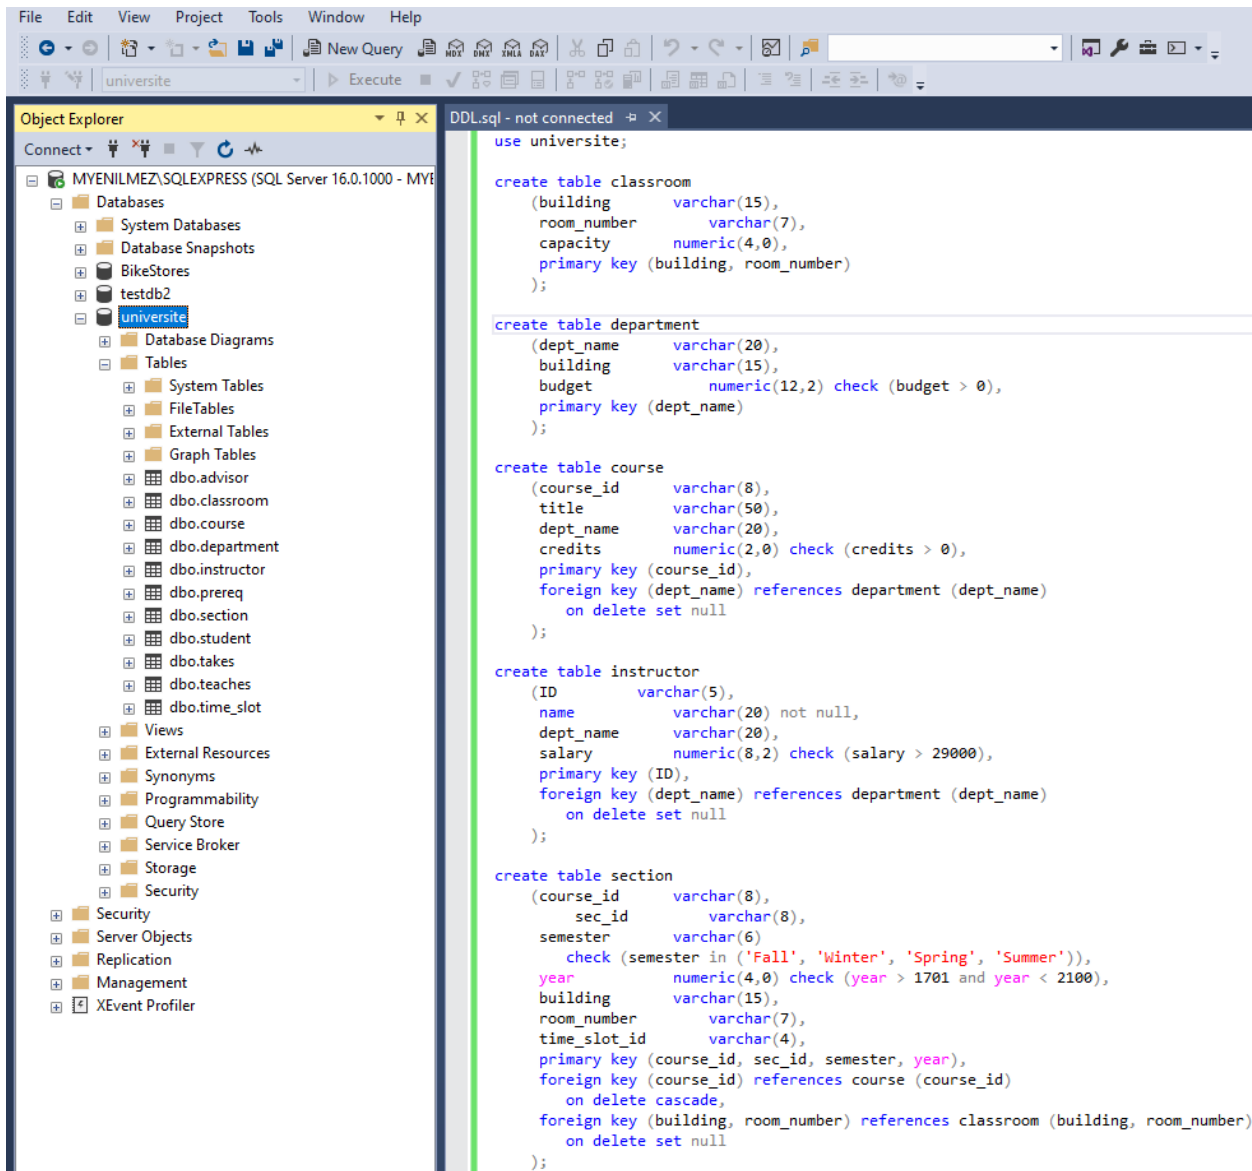 File Edit View Project Tools Window Help
New Query MDX DMX XMLA DAX
universite Execute
Object Explorer
Connect
MYENILMEZ\SQLEXPRESS (SQL Server 16.0.1000 - MYE
Databases
System Databases
Database Snapshots
BikeStores
testdb2
universite
Database Diagrams
Tables
System Tables
FileTables
External Tables
Graph Tables
dbo.advisor
dbo.classroom
dbo.course
dbo.department
dbo.instructor
dbo.prereq
dbo.section
dbo.student
dbo.takes
dbo.teaches
dbo.time_slot
Views
External Resources
Synonyms
Programmability
Query Store
Service Broker
Storage
Security
Security
Server Objects
Replication
Management
XEvent Profiler
DDL.sql - not connected
use universite;
create table classroom
(building varchar(15),
room_number varchar(7),
capacity numeric(4,0),
primary key (building, room_number)
);
create table department
(dept_name varchar(20),
building varchar(15),
budget numeric(12,2) check (budget > 0),
primary key (dept_name)
);
create table course
(course_id varchar(8),
title varchar(50),
dept_name varchar(20),
credits numeric(2,0) check (credits > 0),
primary key (course_id),
foreign key (dept_name) references department (dept_name)
on delete set null
);
create table instructor
(ID varchar(5),
name varchar(20) not null,
dept_name varchar(20),
salary numeric(8,2) check (salary > 29000),
primary key (ID),
foreign key (dept_name) references department (dept_name)
on delete set null
);
create table section
(course_id varchar(8),
sec_id varchar(8),
semester varchar(6)
check (semester in ('Fall', 'Winter', 'Spring', 'Summer')),
year numeric(4,0) check (year > 1701 and year < 2100),
building varchar(15),
room_number varchar(7),
time_slot_id varchar(4),
primary key (course_id, sec_id, semester, year),
foreign key (course_id) references course (course_id)
on delete cascade,
foreign key (building, room_number) references classroom (building, room_number)
on delete set null
);